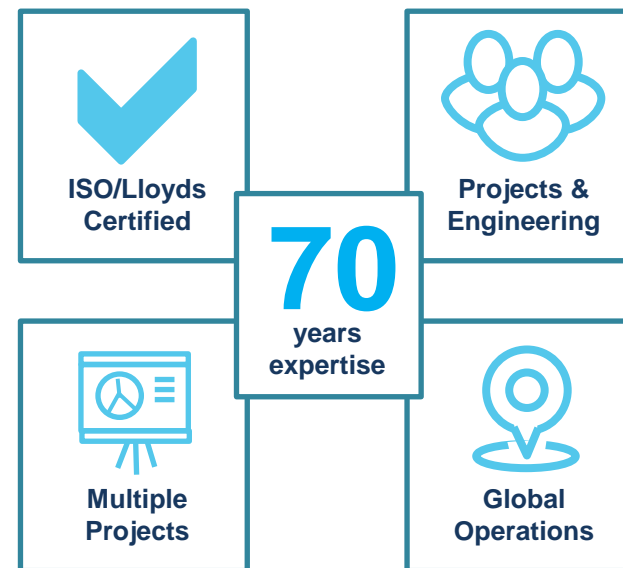 ISO/Lloyds
Certified
Projects &
Engineering
70
years
expertise
Multiple
Projects
Global
Operations